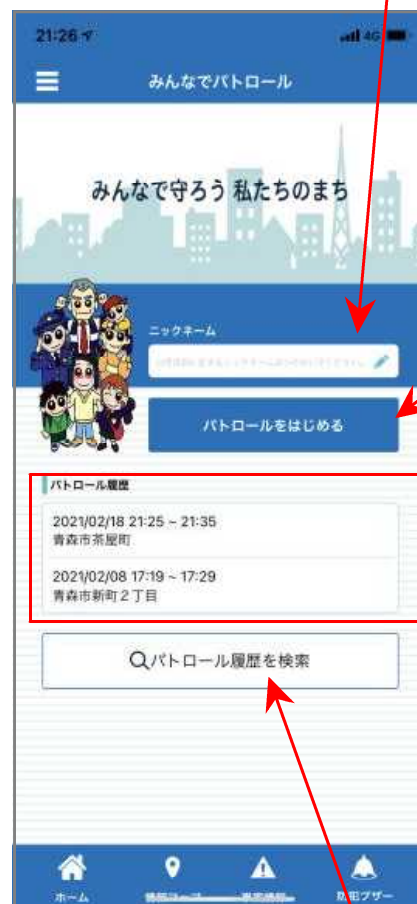 21:26
4G
みんなでパトロール
みんなで守ろう 私たちのまち
ニックネーム
パトロールをはじめる
パトロール履歴
2021/02/18 21:25 ~ 21:35
青森市茶屋町
2021/02/08 17:19 ~ 17:29
青森市新町2丁目
パトロール履歴を検索
ホーム
防犯ブザー